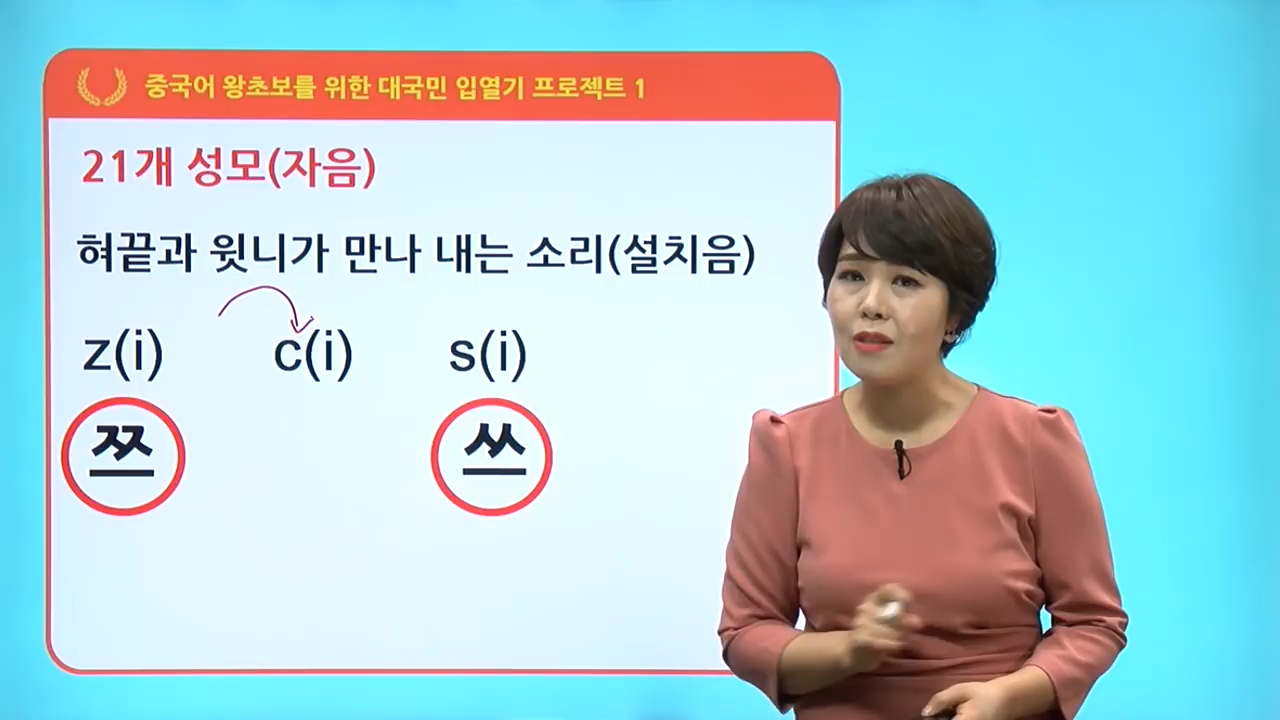 중국어 왕초보를 위한 대국민 입열기 프로젝트 1
21개 성모(자음)
혀끝과 윗니가 만나 내는 소리(설치음)
z(i) c(i) s(i)
쯔 쓰